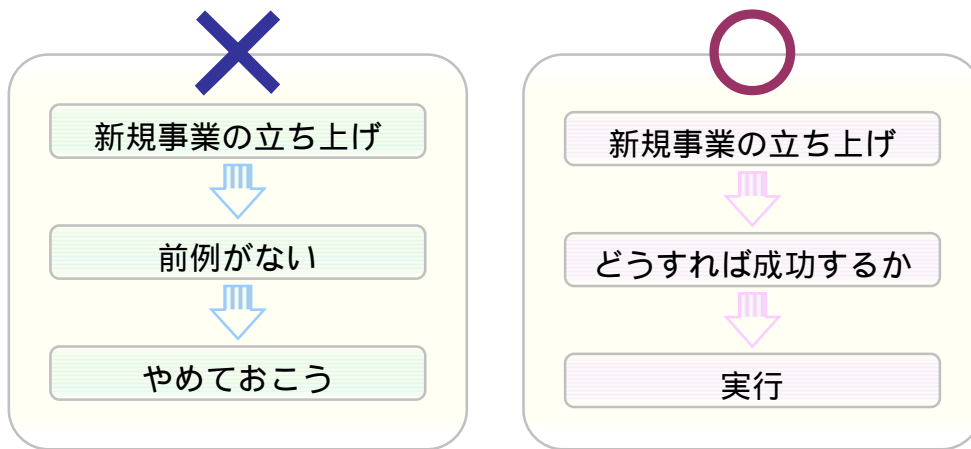 新規事業の立ち上げ
前例がない
やめておこう
新規事業の立ち上げ
どうすれば成功するか
実行